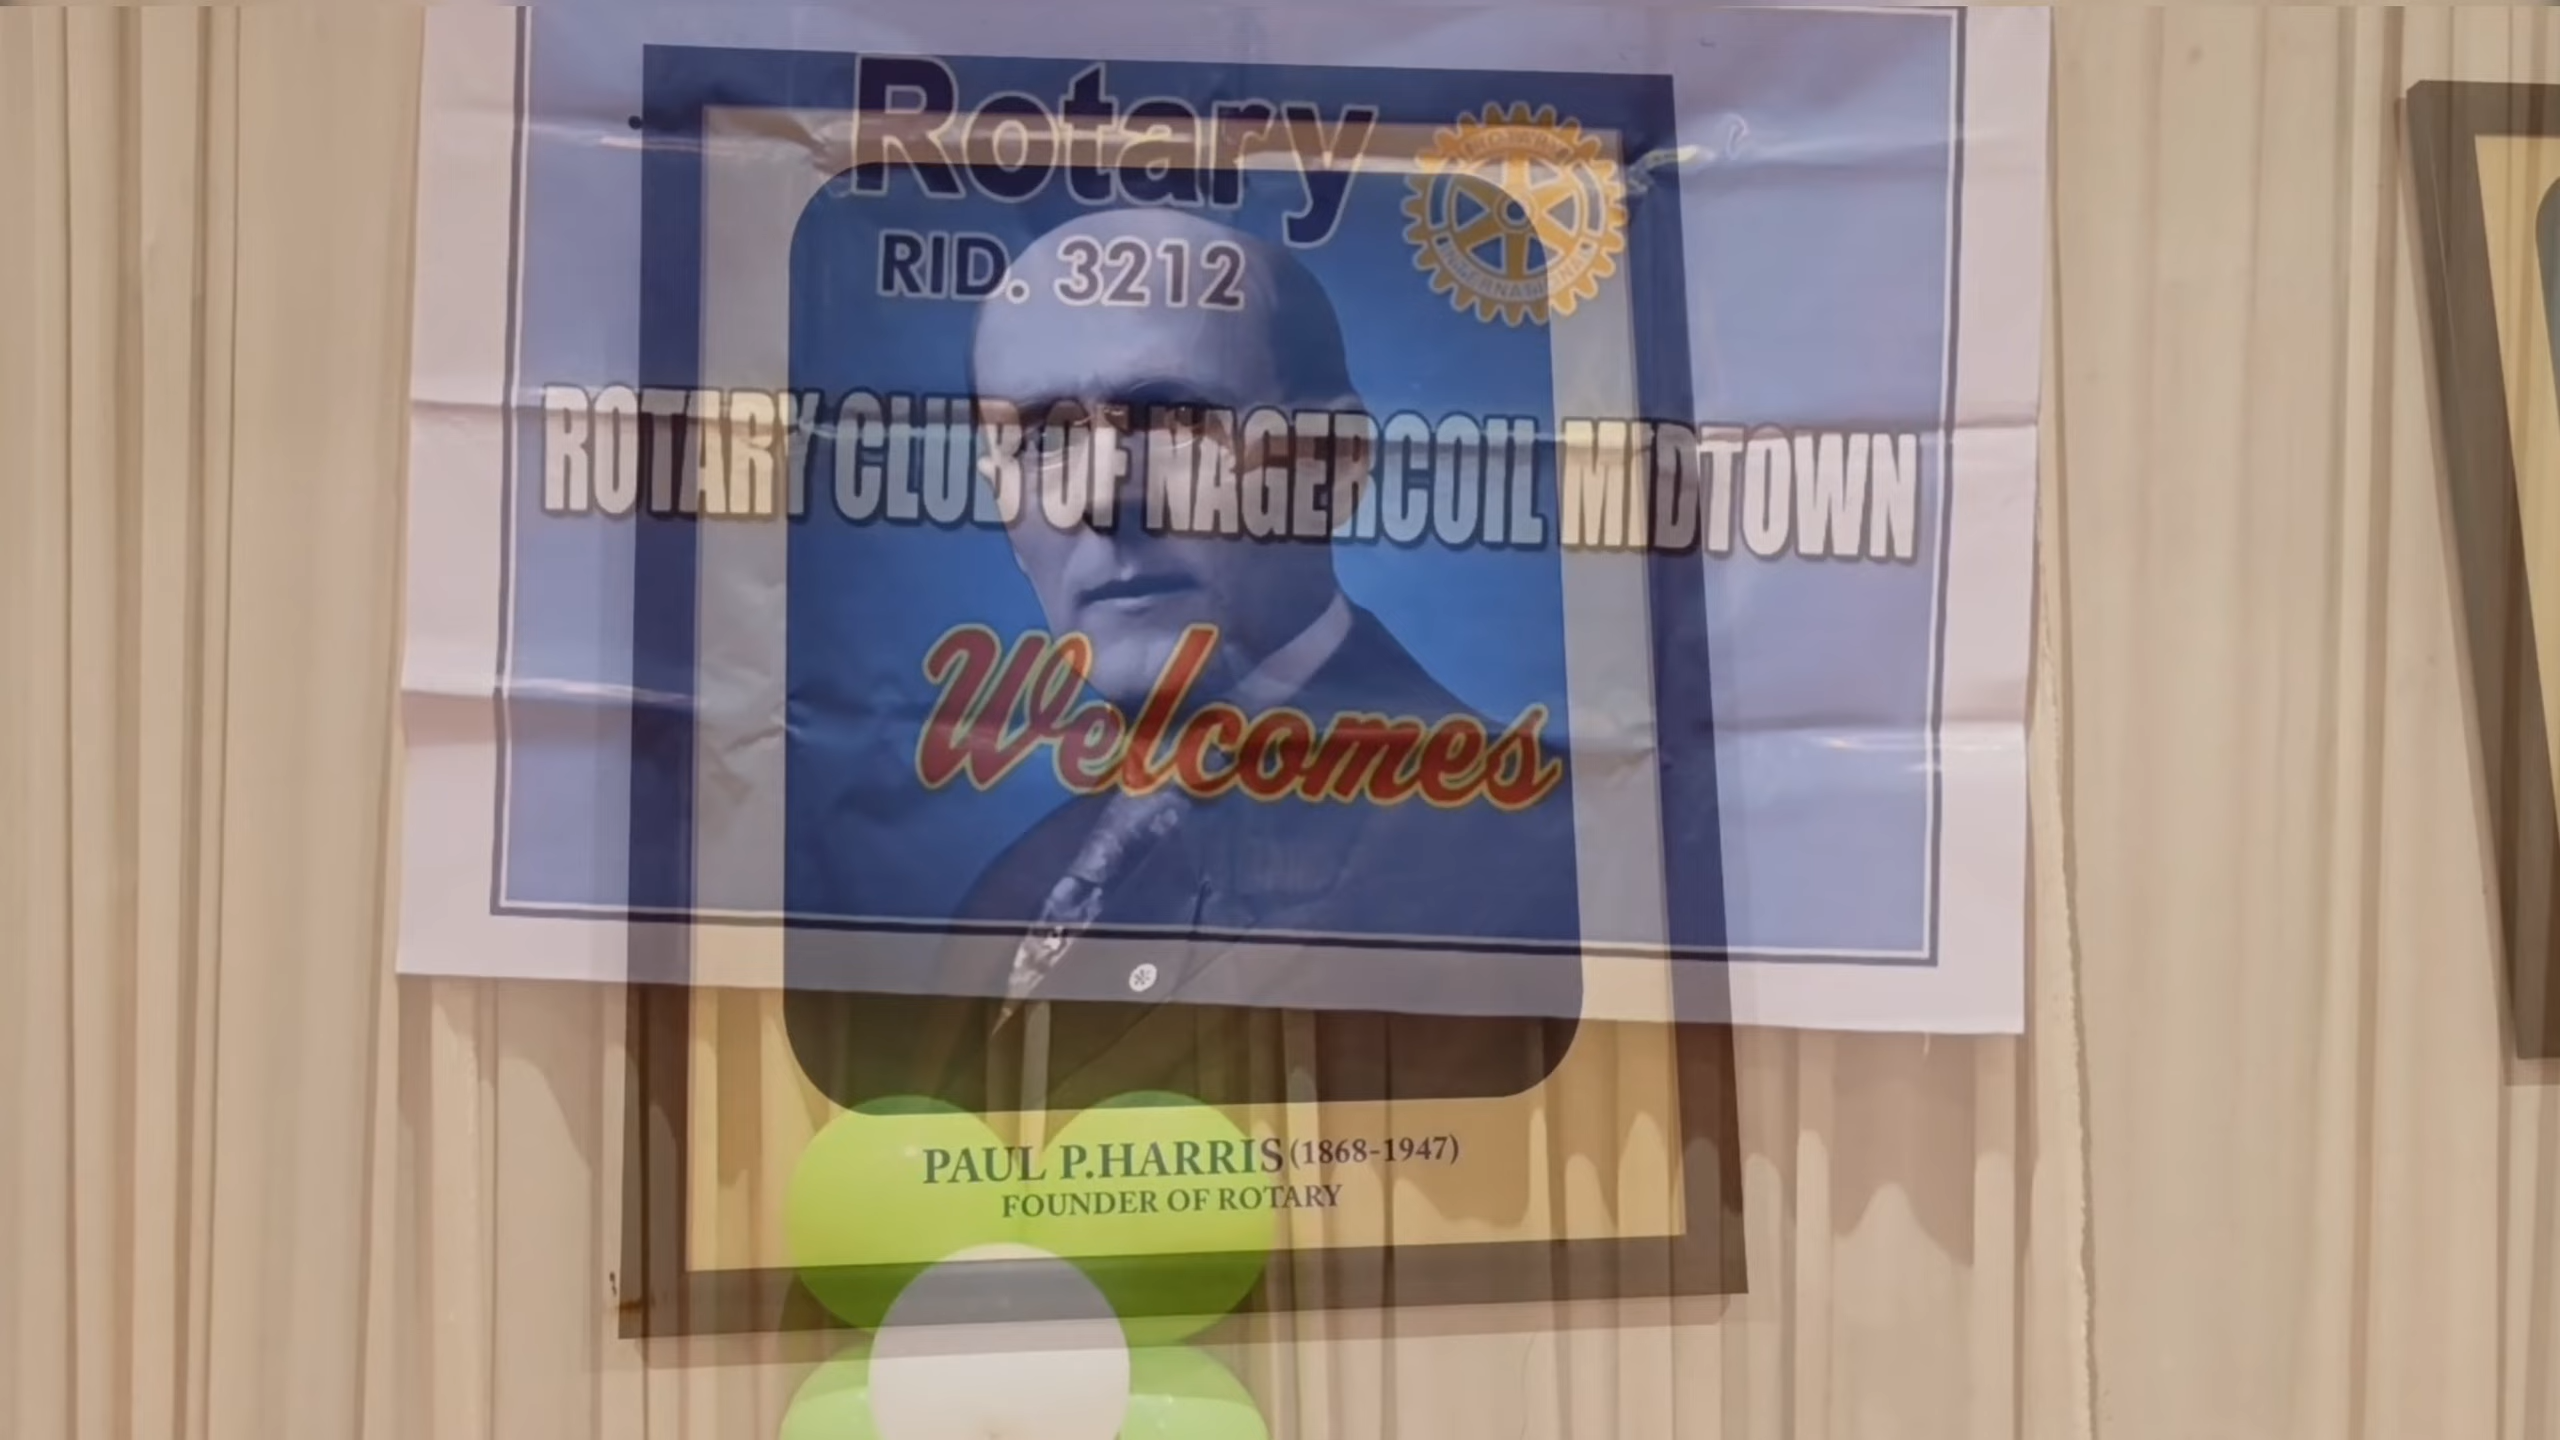 Rotary
RID. 3212
ROTARY CLUB OF NAGERCOIL MIDTOWN
Welcomes
PAUL P.HARRIS (1868-1947)
FOUNDER OF ROTARY